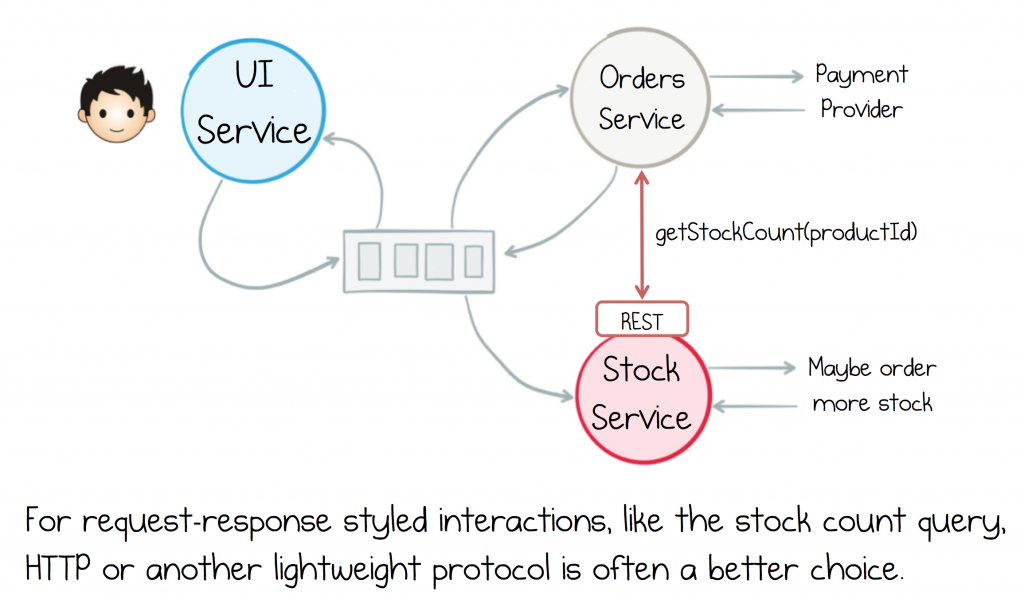 UI
Service
Orders
Service
Payment
Provider
getStockCount(productId)
REST
Stock
Service
Maybe order
more stock
For request-response styled interactions, like the stock count query,
HTTP or another lightweight protocol is often a better choice.